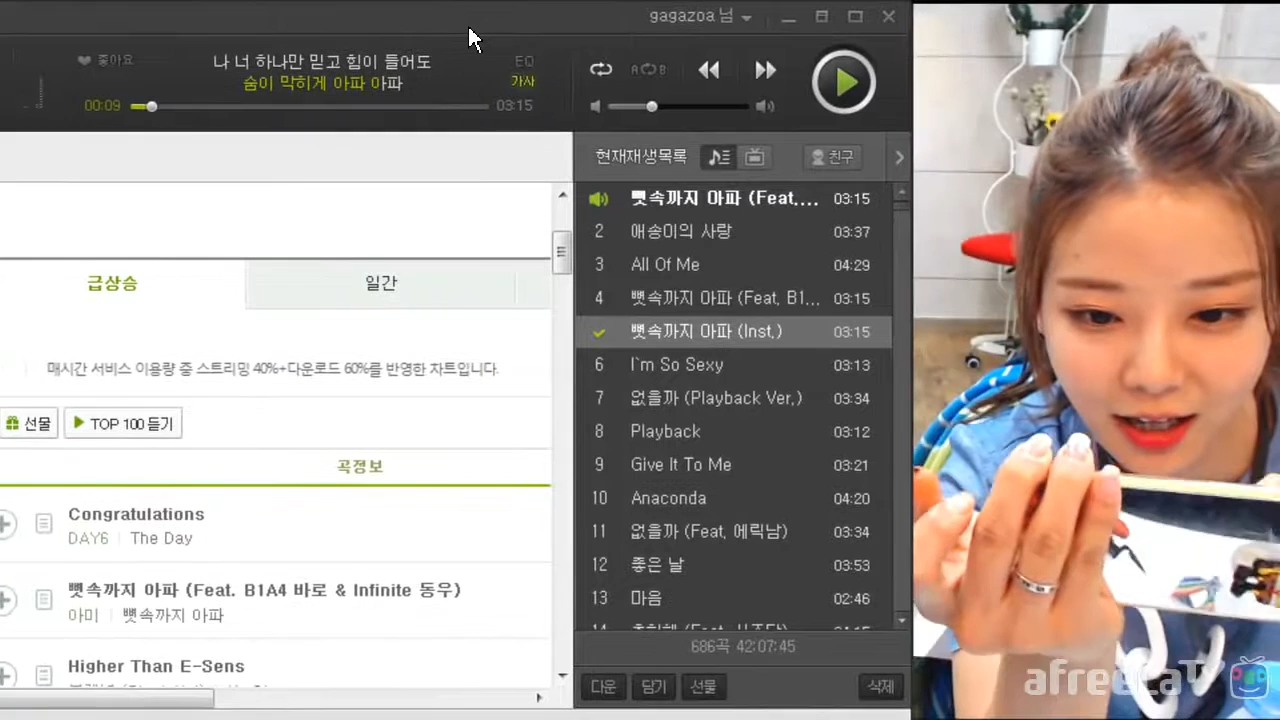 gagazoa 님
좋아요
나 너 하나만 믿고 힘이 들어도
숨이 막히게 아파 아파
EQ
가사
00:09
03:15
현재재생목록
친구
뼛속까지 아파 (Feat.... 03:15
2 애송이의 사랑 03:37
3 All Of Me 04:29
4 뼛속까지 아파 (Feat, B1... 03:15
뼛속까지 아파 (Inst,) 03:15
6 I`m So Sexy 03:13
7 없을까 (Playback Ver,) 03:34
8 Playback 03:12
9 Give It To Me 03:21
10 Anaconda 04:20
11 없을까 (Feat, 에릭남) 03:34
12 좋은 날 03:53
13 마음 02:46
686곡 42:07:45
다운 담기 선물 삭제
급상승 일간
매시간 서비스 이용량 중 스트리밍 40%+다운로드 60%를 반영한 차트입니다.
선물 TOP 100 듣기
곡정보
Congratulations
DAY6 | The Day
뼛속까지 아파 (Feat. B1A4 바로 & Infinite 동우)
아미 | 뼛속까지 아파
Higher Than E-Sens
afreecaTV